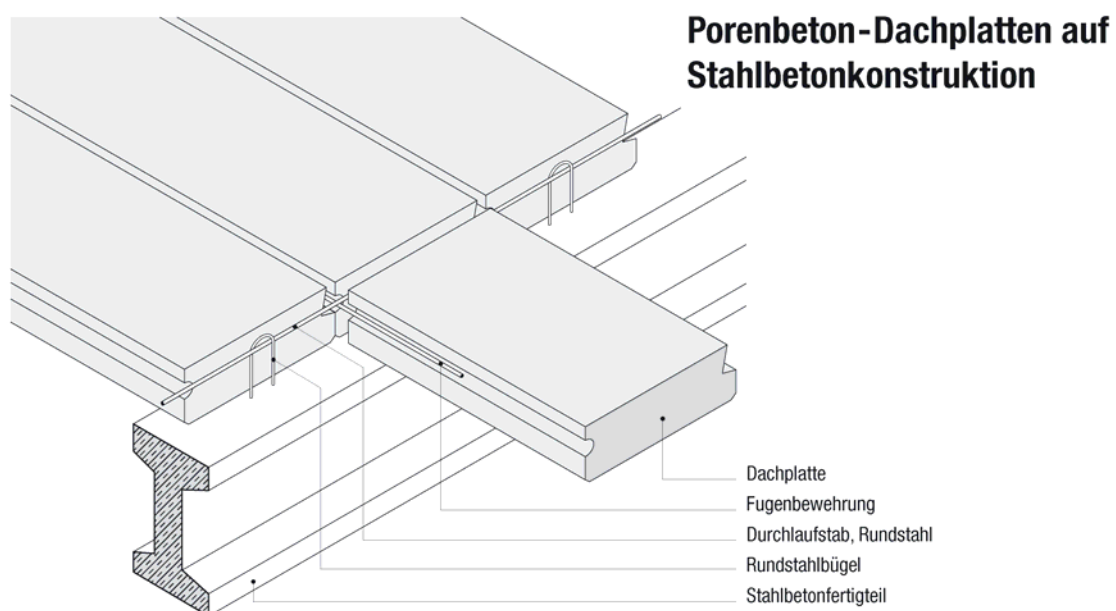 Porenbeton-Dachplatten auf
Stahlbetonkonstruktion
Dachplatte
Fugenbewehrung
Durchlaufstab, Rundstahl
Rundstahlbügel
Stahlbetonfertigteil